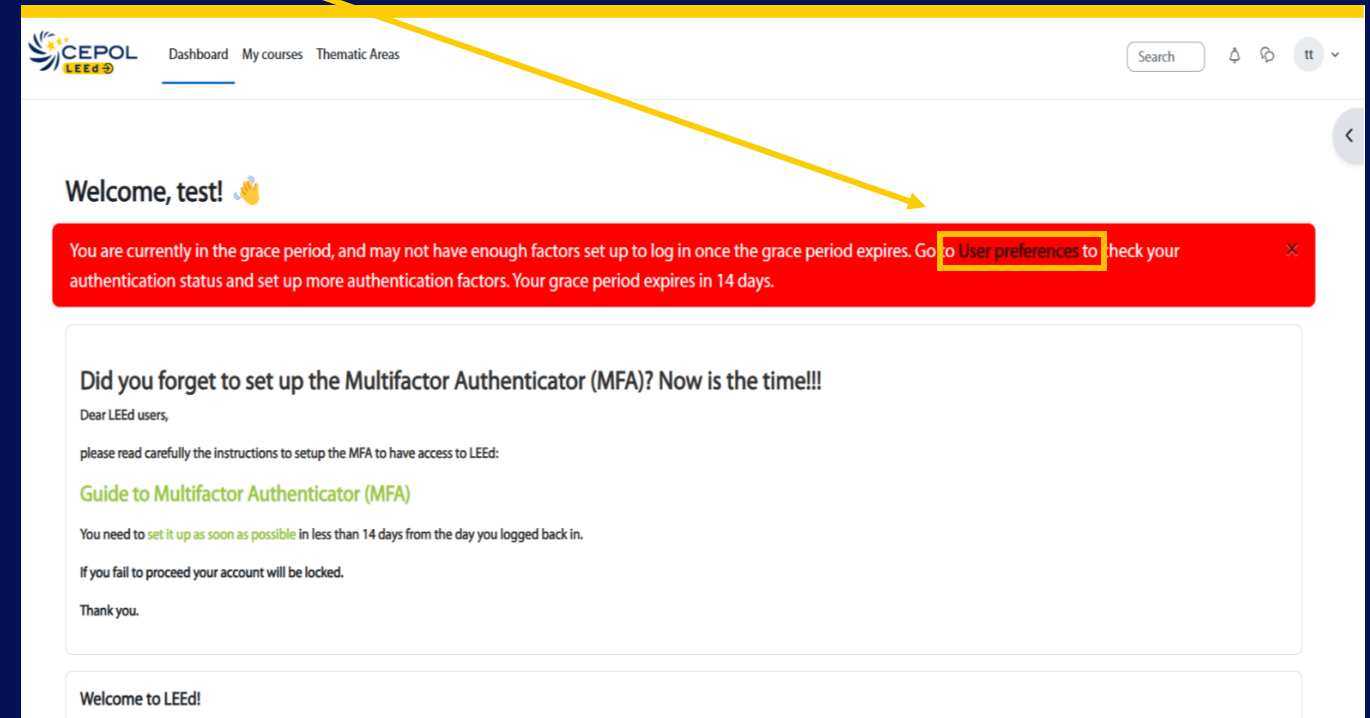 CEPOL
LEEd
Dashboard My courses Thematic Areas
Search
tt
Welcome, test! 👋
You are currently in the grace period, and may not have enough factors set up to log in once the grace period expires. Go to User preferences to check your
authentication status and set up more authentication factors. Your grace period expires in 14 days.
Did you forget to set up the Multifactor Authenticator (MFA)? Now is the time!!!
Dear LEEd users,
please read carefully the instructions to setup the MFA to have access to LEEd:
Guide to Multifactor Authenticator (MFA)
You need to set it up as soon as possible in less than 14 days from the day you logged back in.
If you fail to proceed your account will be locked.
Thank you.
Welcome to LEEd!